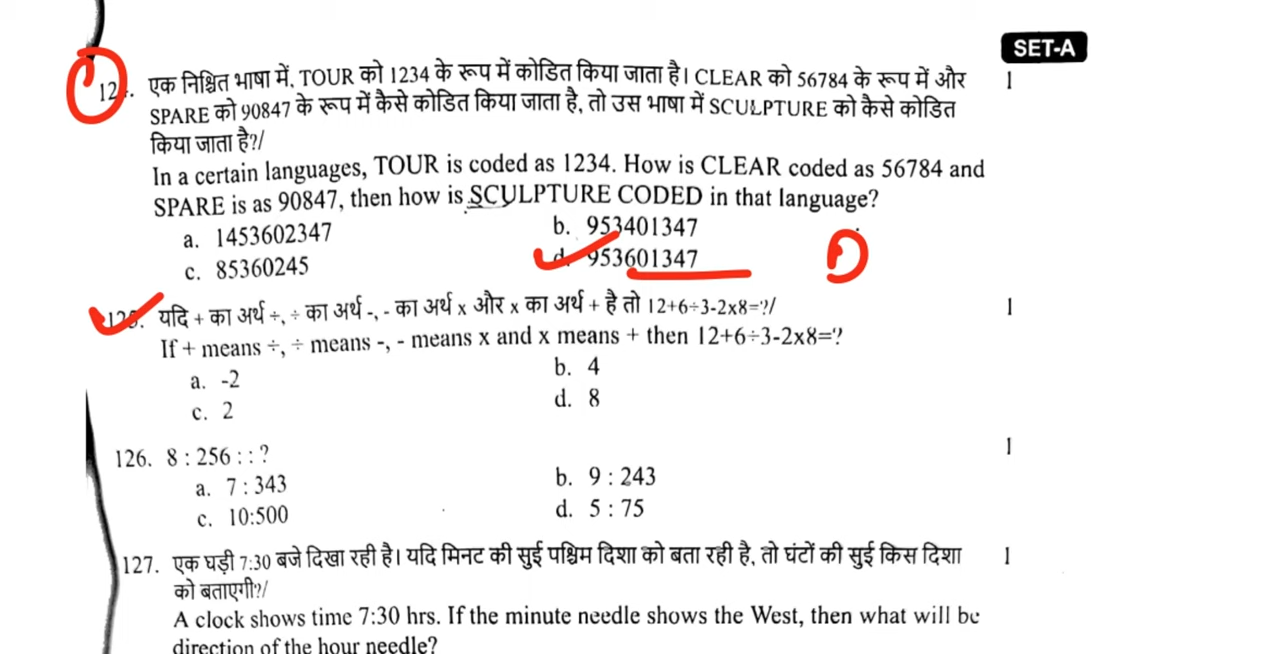 SET-A
124. एक निश्चित भाषा में, TOUR को 1234 के रूप में कोडित किया जाता है। CLEAR को 56784 के रूप में और 1
SPARE को 90847 के रूप में कैसे कोडित किया जाता है, तो उस भाषा में SCULPTURE को कैसे कोडित
किया जाता है?/
In a certain languages, TOUR is coded as 1234. How is CLEAR coded as 56784 and
SPARE is as 90847, then how is SCULPTURE CODED in that language?
a. 1453602347 b. 953401347
c. 85360245 d. 953601347 D
125. यदि + का अर्थ ÷, ÷ का अर्थ -, - का अर्थ x और x का अर्थ + है तो 12+6÷3-2x8=?/ 1
If + means ÷, ÷ means -, - means x and x means + then 12+6÷3-2x8=?
a. -2 b. 4
c. 2 d. 8
126. 8 : 256 : : ? 1
a. 7 : 343 b. 9 : 243
c. 10:500 d. 5 : 75
127. एक घड़ी 7:30 बजे दिखा रही है। यदि मिनट की सुई पश्चिम दिशा को बता रही है, तो घंटों की सुई किस दिशा 1
को बताएगी?/
A clock shows time 7:30 hrs. If the minute needle shows the West, then what will be
direction of the hour needle?